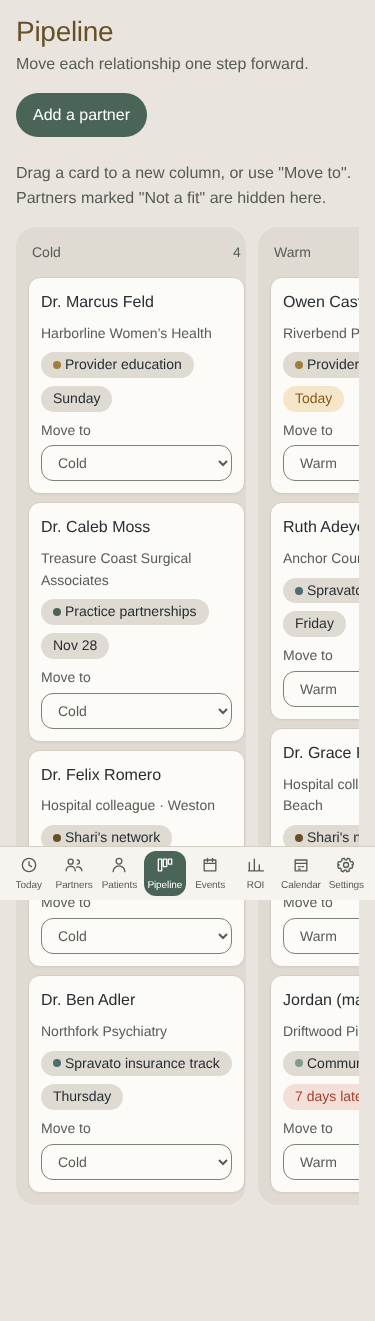 Pipeline
Move each relationship one step forward.
Add a partner
Drag a card to a new column, or use "Move to".
Partners marked "Not a fit" are hidden here.
Cold
4
Dr. Marcus Feld
Harborline Women's Health
Provider education
Sunday
Move to
Cold
Dr. Caleb Moss
Treasure Coast Surgical
Associates
Practice partnerships
Nov 28
Move to
Cold
Dr. Felix Romero
Hospital colleague · Weston
Shari's network
Move to
Cold
Dr. Ben Adler
Northfork Psychiatry
Spravato insurance track
Thursday
Move to
Cold
Warm
Owen
Riverbend
Provider
Today
Move to
Warm
Ruth
Anchor
Friday
Move to
Warm
Dr. Grace
Hospital
Beach
Shari's
Move to
Warm
Jordan
Driftwood
7 days late
Move to
Warm
Today
Partners
Patients
Pipeline
Events
ROI
Calendar
Settings